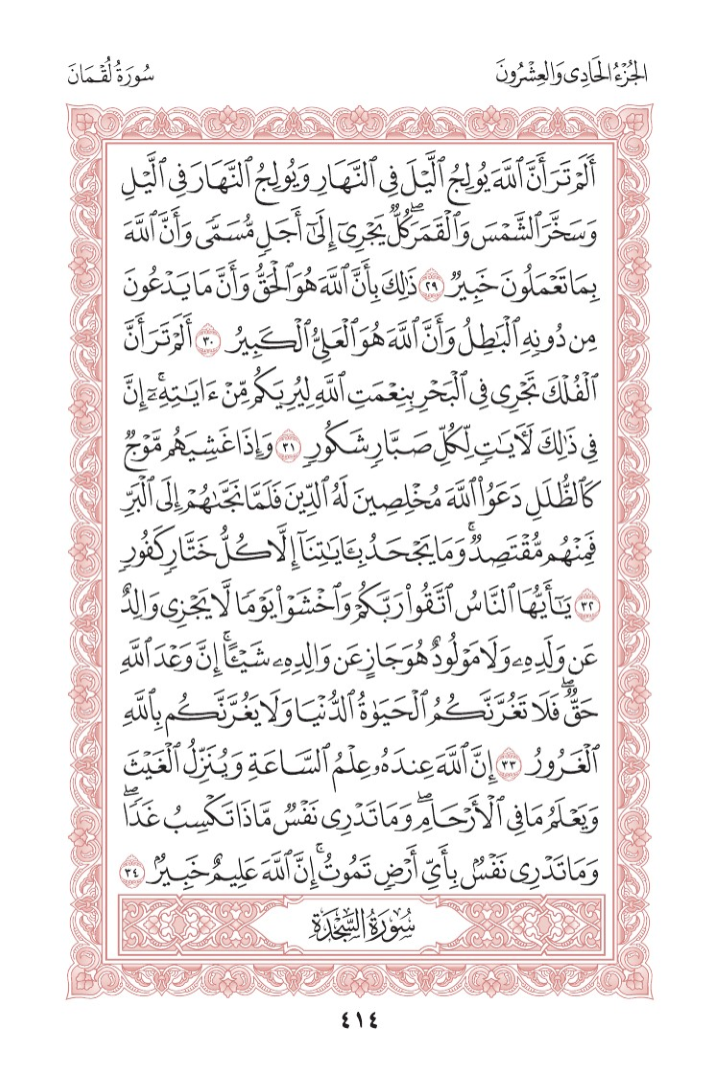 الجُزْءُ الحَادِي وَالعِشْرُونَ
سُورَةُ لُقْمَانَ
أَلَمْ تَرَ أَنَّ ٱللَّهَ يُولِجُ ٱلَّيْلَ فِي ٱلنَّهَارِ وَيُولِجُ ٱلنَّهَارَ فِي ٱلَّيْلِ
وَسَخَّرَ ٱلشَّمْسَ وَٱلْقَمَرَۖ كُلٌّ يَجْرِيٓ إِلَىٰٓ أَجَلٍ مُّسَمًّى وَأَنَّ ٱللَّهَ
بِمَا تَعْمَلُونَ خَبِيرٌ ٢٩ ذَٰلِكَ بِأَنَّ ٱللَّهَ هُوَ ٱلْحَقُّ وَأَنَّ مَا يَدْعُونَ
مِن دُونِهِ ٱلْبَٰطِلُ وَأَنَّ ٱللَّهَ هُوَ ٱلْعَلِيُّ ٱلْكَبِيرُ ٣٠ أَلَمْ تَرَ أَنَّ
ٱلْفُلْكَ تَجْرِي فِي ٱلْبَحْرِ بِنِعْمَتِ ٱللَّهِ لِيُرِيَكُم مِّنْ ءَايَٰتِهِۦٓۚ إِنَّ
فِي ذَٰلِكَ لَأٓيَٰتٍ لِّكُلِّ صَبَّارٍ شَكُورٍ ٣١ وَإِذَا غَشِيَهُم مَّوْجٌ
كَٱلظُّلَلِ دَعَوُاْ ٱللَّهَ مُخْلِصِينَ لَهُ ٱلدِّينَ فَلَمَّا نَجَّىٰهُمْ إِلَى ٱلْبَرِّ
فَمِنْهُم مُّقْتَصِدٌۚ وَمَا يَجْحَدُ بِـَٔايَٰتِنَآ إِلَّا كُلُّ خَتَّارٍ كَفُورٍ
٣٢ يَٰٓأَيُّهَا ٱلنَّاسُ ٱتَّقُواْ رَبَّكُمْ وَٱخْشَوْاْ يَوْمًا لَّا يَجْزِي وَالِدٌ
عَن وَلَدِهِۦ وَلَا مَوْلُودٌ هُوَ جَازٍ عَن وَالِدِهِۦ شَيْـًٔاۚ إِنَّ وَعْدَ ٱللَّهِ
حَقٌّۖ فَلَا تَغُرَّنَّكُمُ ٱلْحَيَوٰةُ ٱلدُّنْيَا وَلَا يَغُرَّنَّكُم بِٱللَّهِ
ٱلْغَرُورُ ٣٣ إِنَّ ٱللَّهَ عِندَهُۥ عِلْمُ ٱلسَّاعَةِ وَيُنَزِّلُ ٱلْغَيْثَ
وَيَعْلَمُ مَا فِي ٱلْأَرْحَامِۖ وَمَا تَدْرِي نَفْسٌ مَّاذَا تَكْسِبُ غَدًاۖ
وَمَا تَدْرِي نَفْسٌۢ بِأَيِّ أَرْضٍ تَمُوتُۚ إِنَّ ٱللَّهَ عَلِيمٌ خَبِيرٌۢ ٣٤
سُورَةُ السَّجْدَةِ
٤١٤